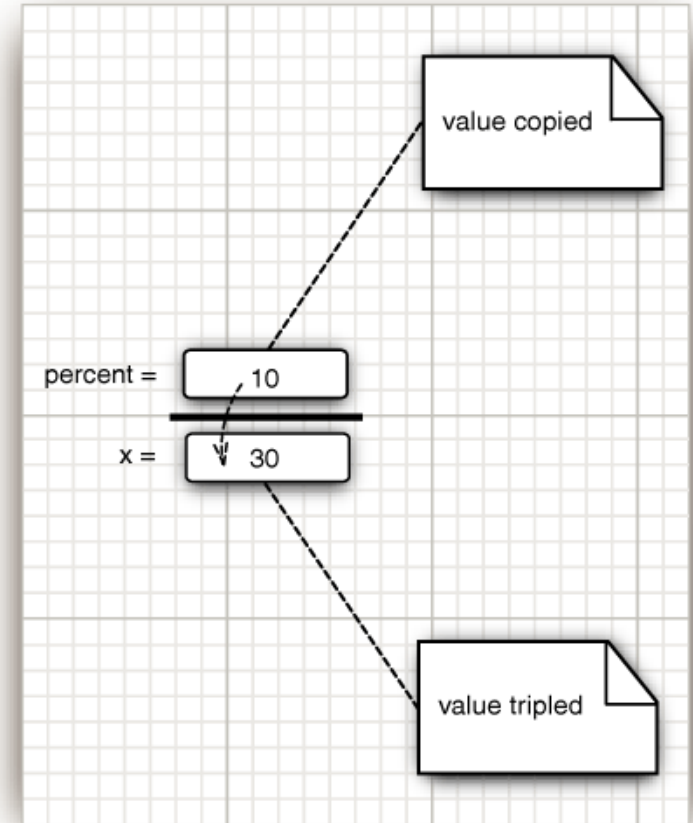 value copied
percent = 10
x = 30
value tripled